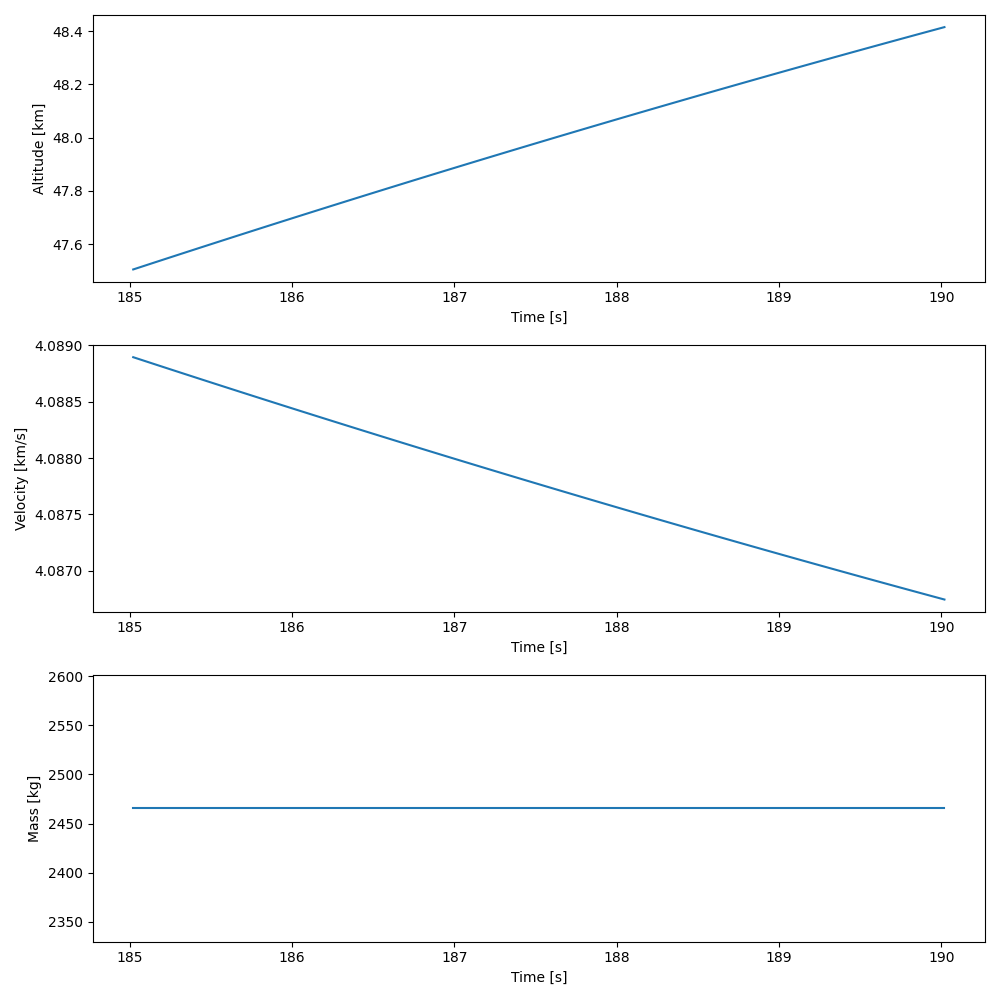 48.4
48.2
48.0
47.8
47.6
Altitude [km]
185 186 187 188 189 190
Time [s]
4.0890
4.0885
4.0880
4.0875
4.0870
Velocity [km/s]
185 186 187 188 189 190
Time [s]
2600
2550
2500
2450
2400
2350
Mass [kg]
185 186 187 188 189 190
Time [s]